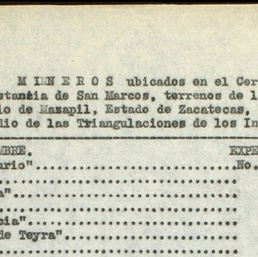 M I N E R O S ubicados en el Cer
stancia de San Marcos, terrenos de l
io de Mazapil, Estado de Zacatecas,
dio de las Triangulaciones de los In
MBRE. EXPE
ario".................... No.
a"....................
cia"....................
de Teyra"....................